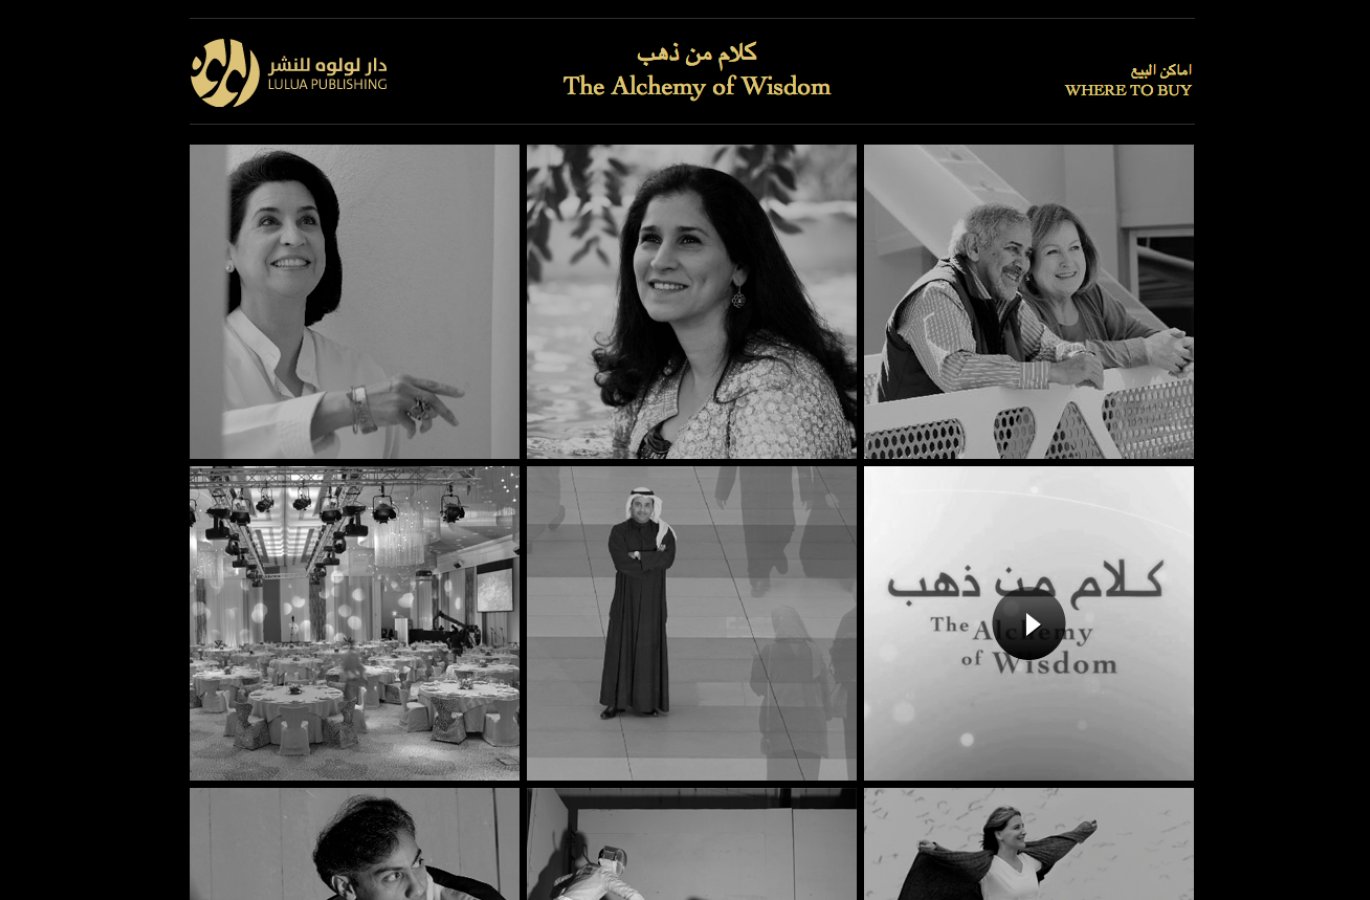 دار لولوه للنشر
LULUA PUBLISHING
كلام من ذهب
The Alchemy of Wisdom
اماكن البيع
WHERE TO BUY
كلام من ذهب
The Alchemy
of Wisdom